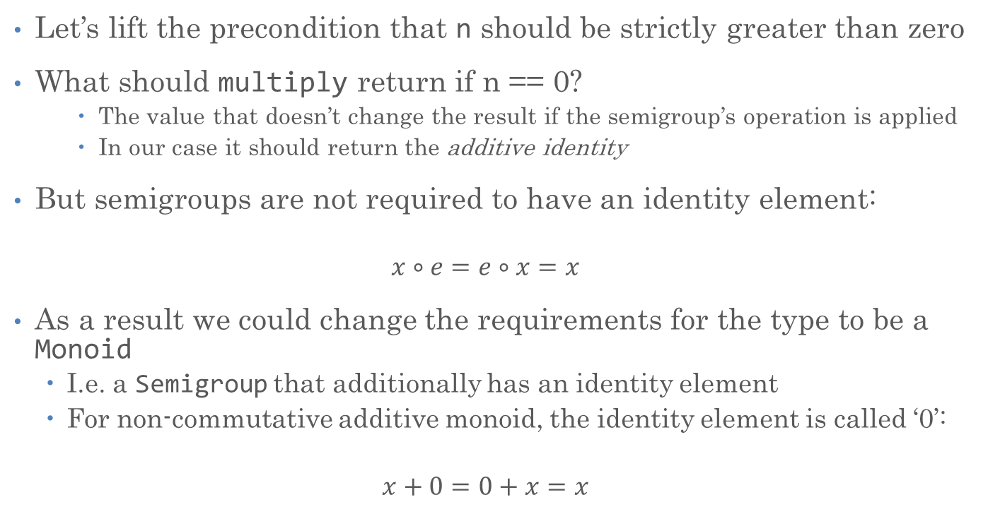 • Let’s lift the precondition that n should be strictly greater than zero
• What should multiply return if n == 0?
• The value that doesn’t change the result if the semigroup’s operation is applied
• In our case it should return the additive identity
• But semigroups are not required to have an identity element:
x ∘ e = e ∘ x = x
• As a result we could change the requirements for the type to be a
Monoid
• I.e. a Semigroup that additionally has an identity element
• For non-commutative additive monoid, the identity element is called ‘0’:
x + 0 = 0 + x = x